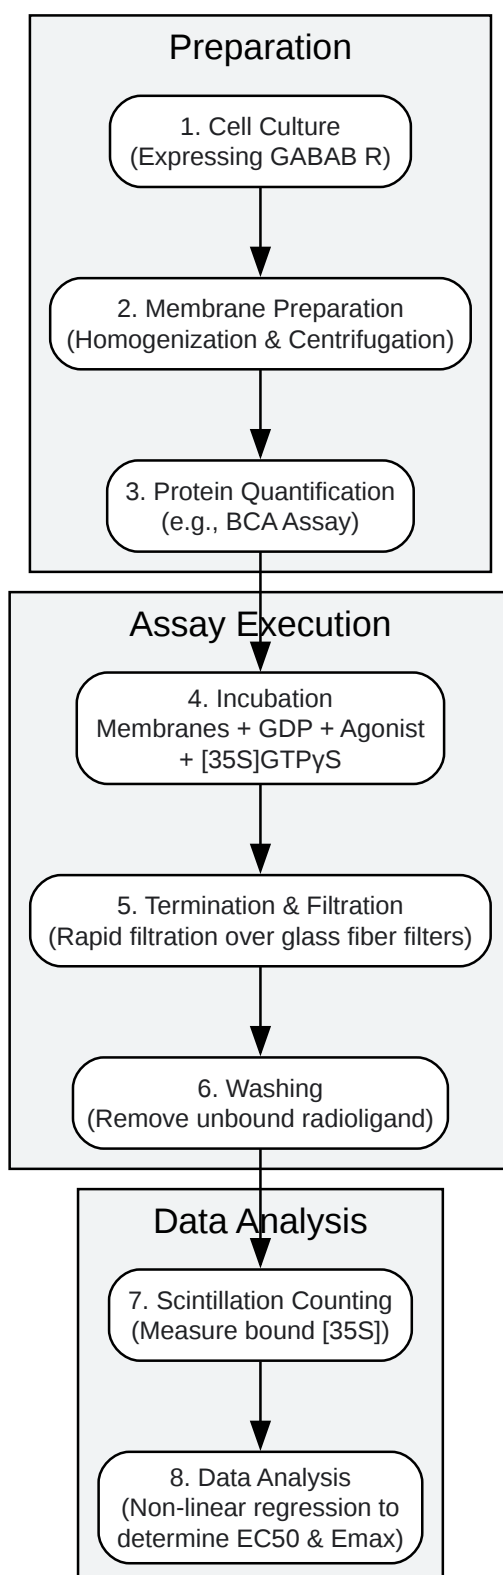 Preparation
1. Cell Culture
(Expressing GABAB R)
2. Membrane Preparation
(Homogenization & Centrifugation)
3. Protein Quantification
(e.g., BCA Assay)
Assay Execution
4. Incubation
Membranes + GDP + Agonist
+ [35S]GTPγS
5. Termination & Filtration
(Rapid filtration over glass fiber filters)
6. Washing
(Remove unbound radioligand)
Data Analysis
7. Scintillation Counting
(Measure bound [35S])
8. Data Analysis
(Non-linear regression to
determine EC50 & Emax)